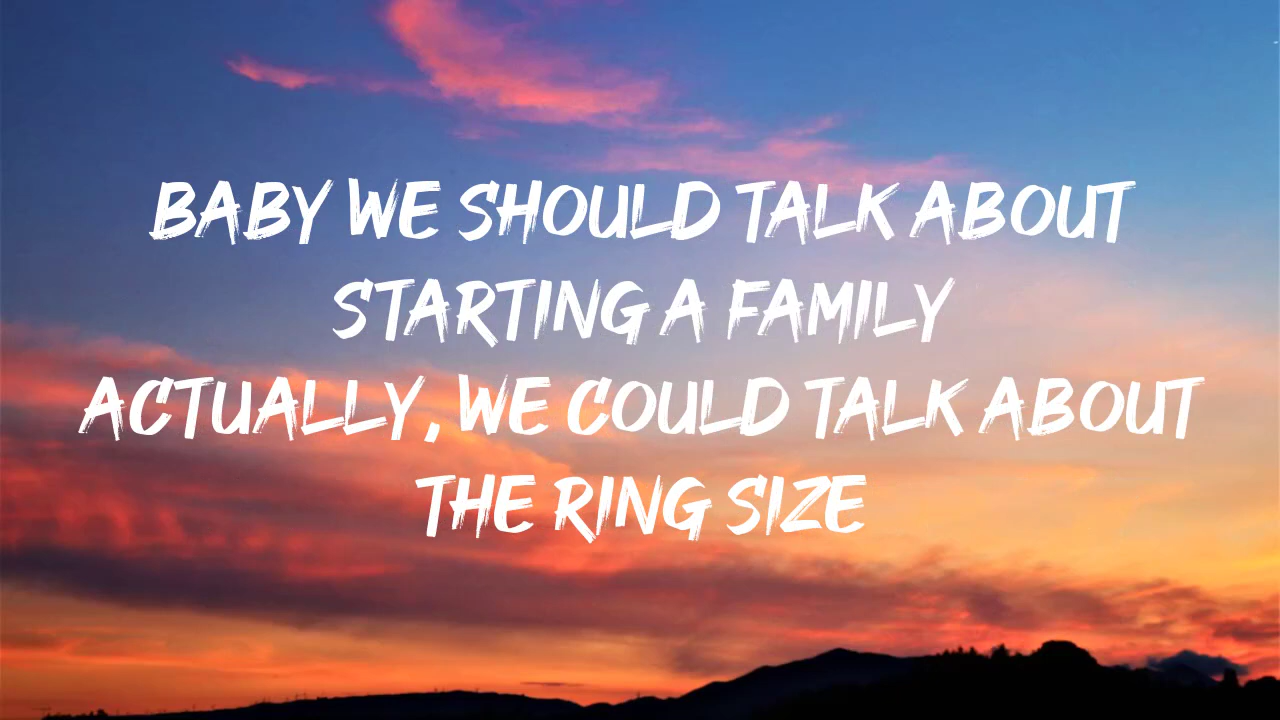 BABY WE SHOULD TALK ABOUT
STARTING A FAMILY
ACTUALLY, WE COULD TALK ABOUT
THE RING SIZE